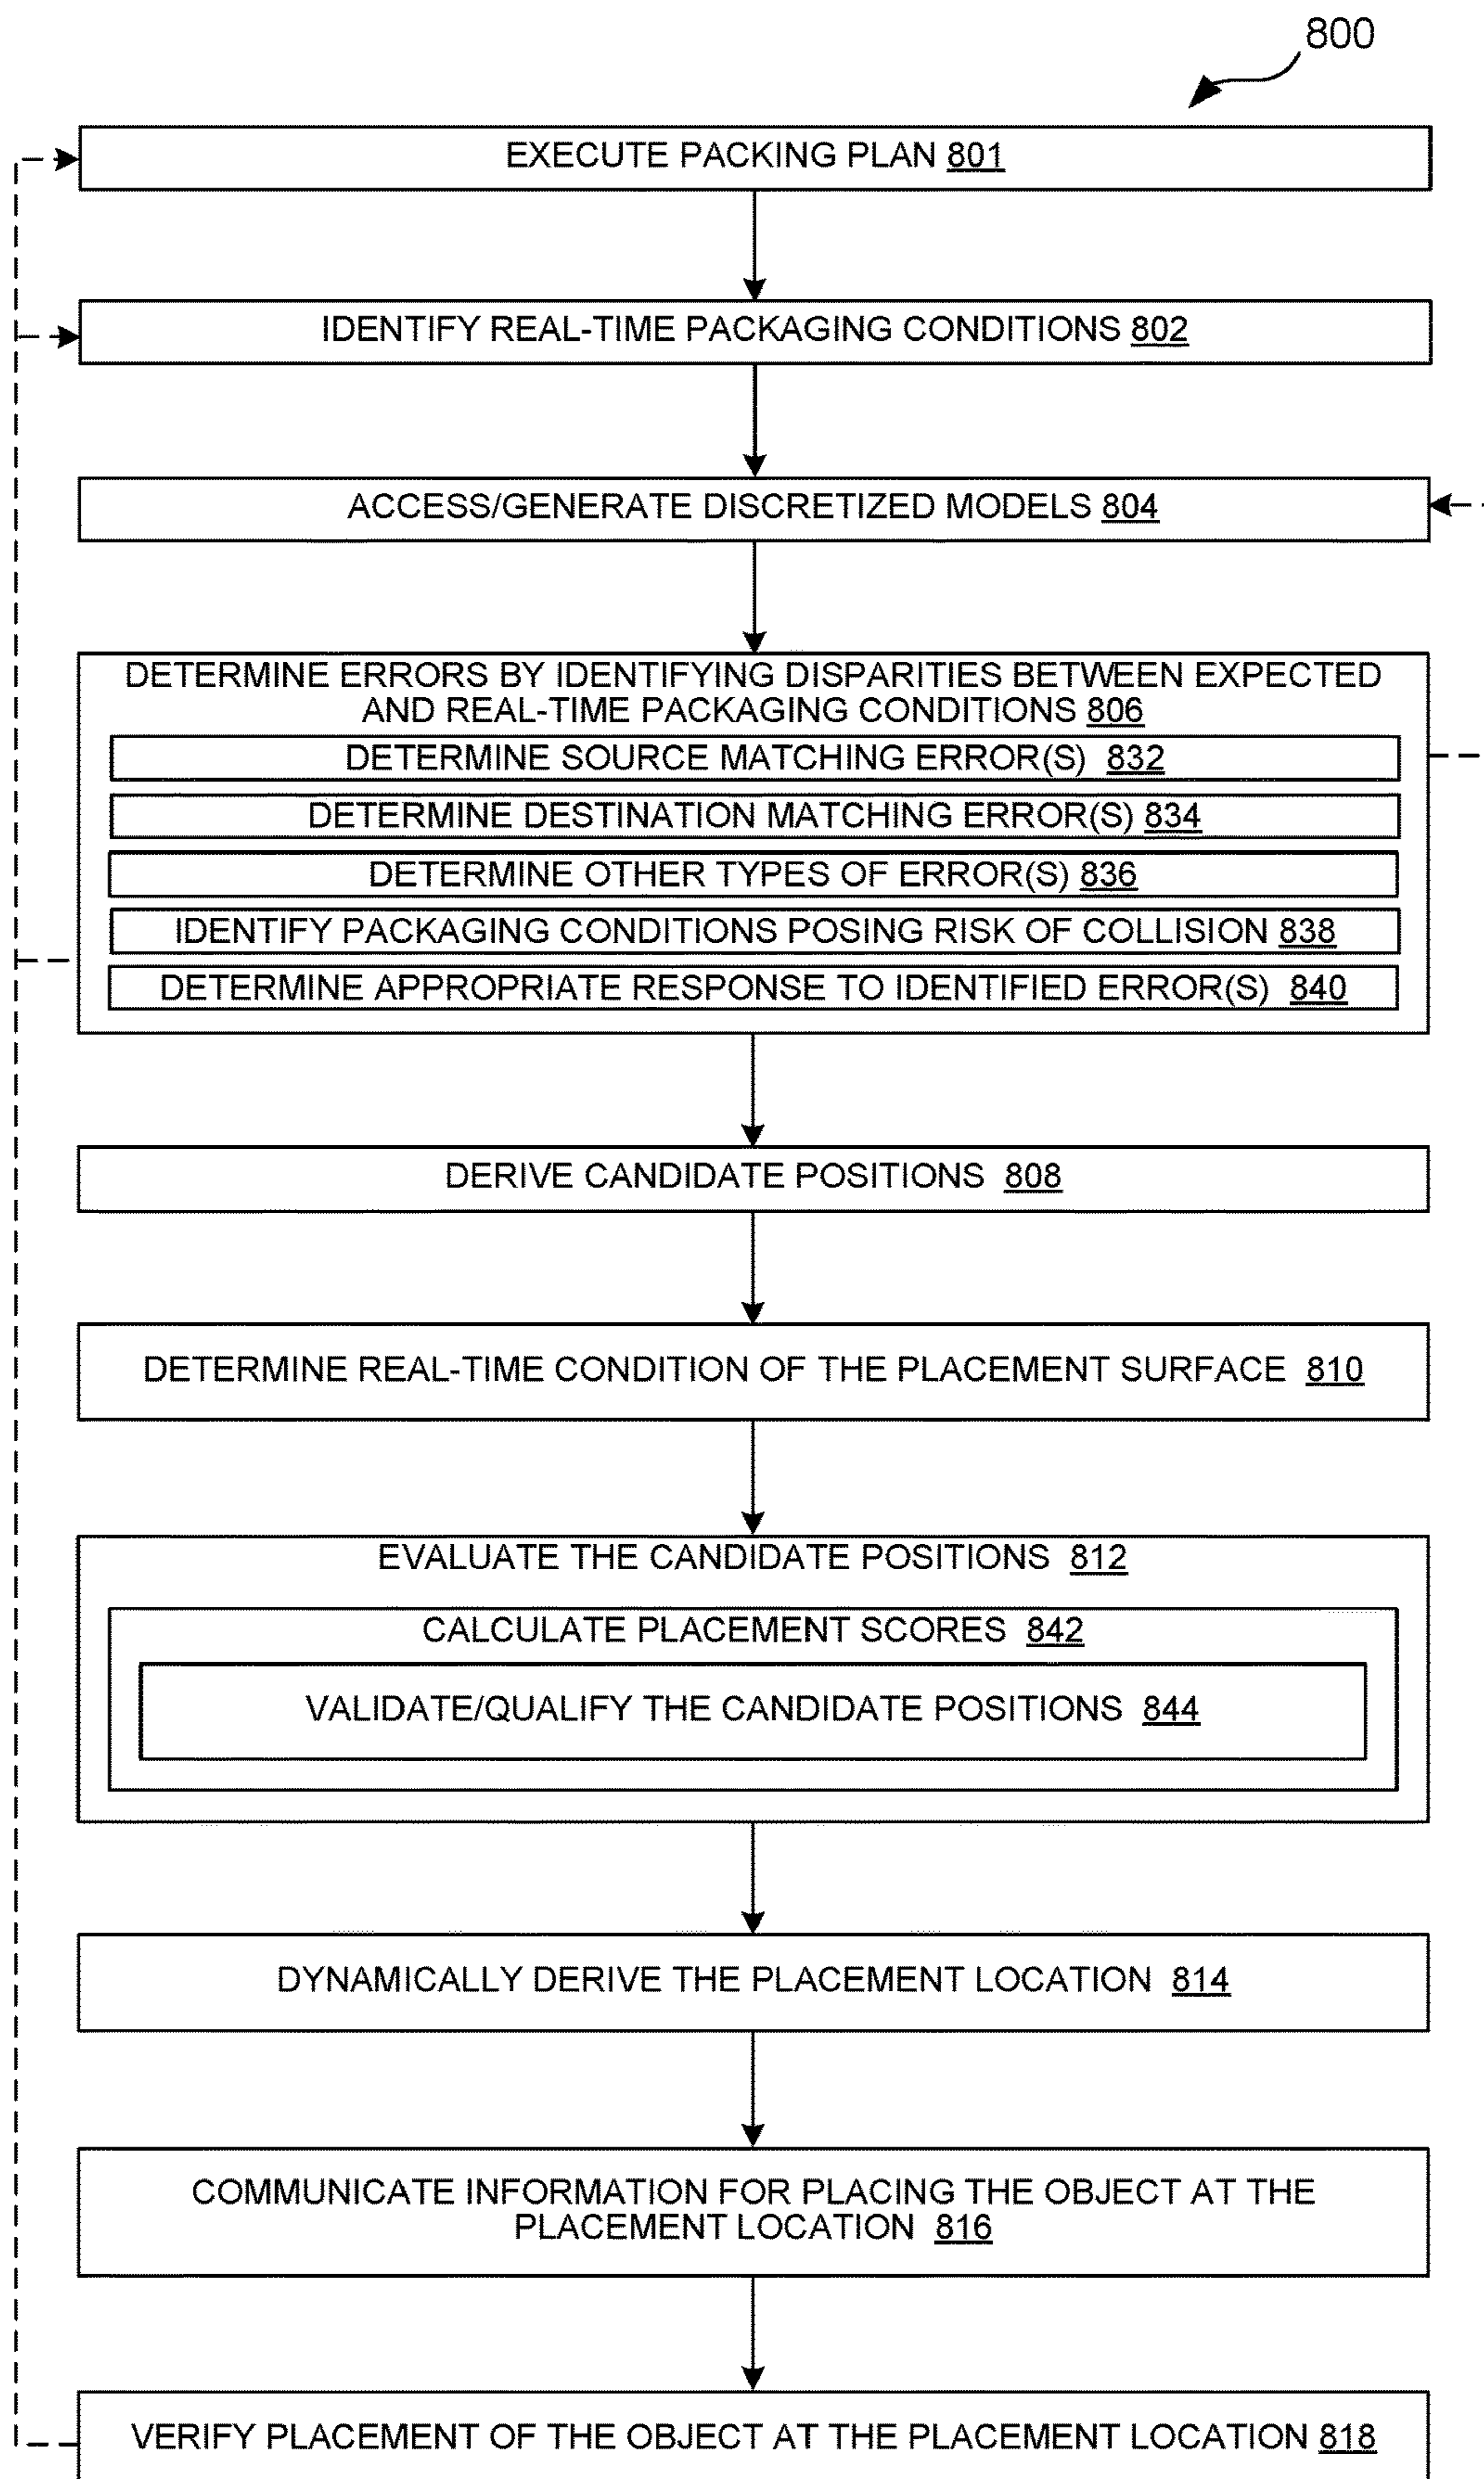 800
EXECUTE PACKING PLAN 801
IDENTIFY REAL-TIME PACKAGING CONDITIONS 802
ACCESS/GENERATE DISCRETIZED MODELS 804
DETERMINE ERRORS BY IDENTIFYING DISPARITIES BETWEEN EXPECTED
AND REAL-TIME PACKAGING CONDITIONS 806
DETERMINE SOURCE MATCHING ERROR(S) 832
DETERMINE DESTINATION MATCHING ERROR(S) 834
DETERMINE OTHER TYPES OF ERROR(S) 836
IDENTIFY PACKAGING CONDITIONS POSING RISK OF COLLISION 838
DETERMINE APPROPRIATE RESPONSE TO IDENTIFIED ERROR(S) 840
DERIVE CANDIDATE POSITIONS 808
DETERMINE REAL-TIME CONDITION OF THE PLACEMENT SURFACE 810
EVALUATE THE CANDIDATE POSITIONS 812
CALCULATE PLACEMENT SCORES 842
VALIDATE/QUALIFY THE CANDIDATE POSITIONS 844
DYNAMICALLY DERIVE THE PLACEMENT LOCATION 814
COMMUNICATE INFORMATION FOR PLACING THE OBJECT AT THE
PLACEMENT LOCATION 816
VERIFY PLACEMENT OF THE OBJECT AT THE PLACEMENT LOCATION 818